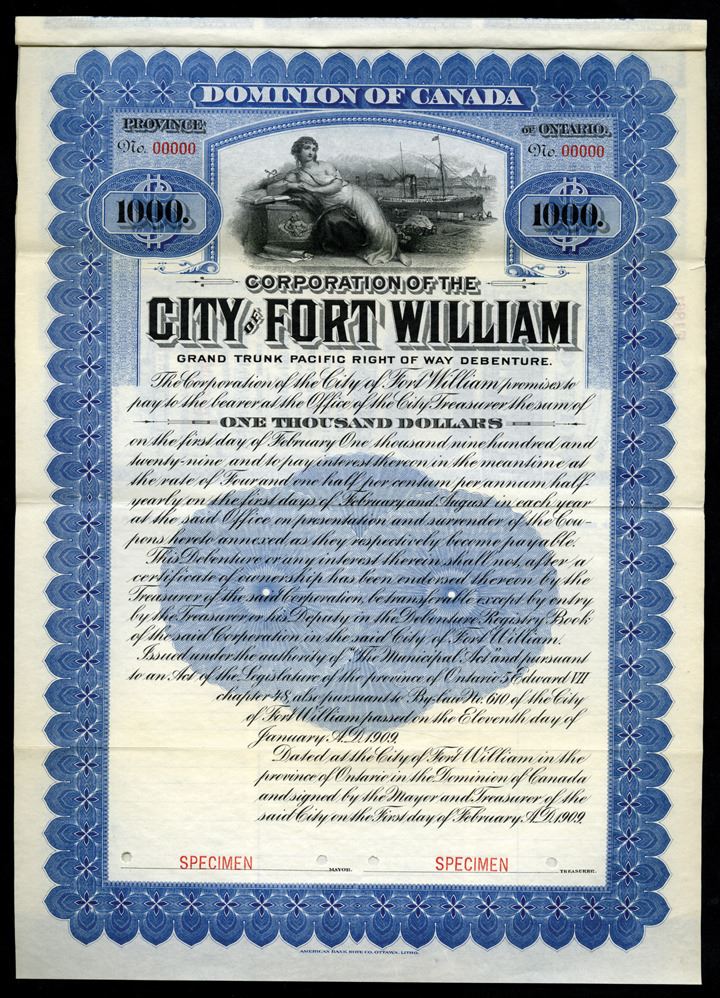 DOMINION OF CANADA
PROVINCE OF ONTARIO.
No. 00000 No. 00000
1000. 1000.
CORPORATION OF THE
CITY OF FORT WILLIAM
GRAND TRUNK PACIFIC RIGHT OF WAY DEBENTURE.
The Corporation of the City of Fort William promises to
pay to the bearer at the Office of the City Treasurer the sum of
ONE THOUSAND DOLLARS
on the first day of February One thousand nine hundred and
twenty-nine, and to pay interest thereon in the meantime at
the rate of Four and one half per centum per annum half
yearly on the first days of February and August in each year
at the said Office on presentation and surrender of the Cou-
pons hereto annexed as they respectively become payable.
This Debenture or any interest therein shall not, after a
certificate of ownership has been endorsed thereon by the
Treasurer of the said Corporation, be transferable except by entry
by the Treasurer or his Deputy in the Debenture Registry Book
of the said Corporation in the said City of Fort William.
Issued under the authority of "The Municipal Act" and pursuant
to an Act of the Legislature of the province of Ontario 5 Edward VII
chapter 48, also pursuant to By-law No. 610 of the City
of Fort William passed on the Eleventh day of
January A.D. 1909.
Dated at the City of Fort William in the
province of Ontario in the Dominion of Canada
and signed by the Mayor and Treasurer of the
said City on the First day of February A.D. 1909.
SPECIMEN MAYOR. SPECIMEN TREASURER.
AMERICAN BANK NOTE CO. OTTAWA. LITHO.